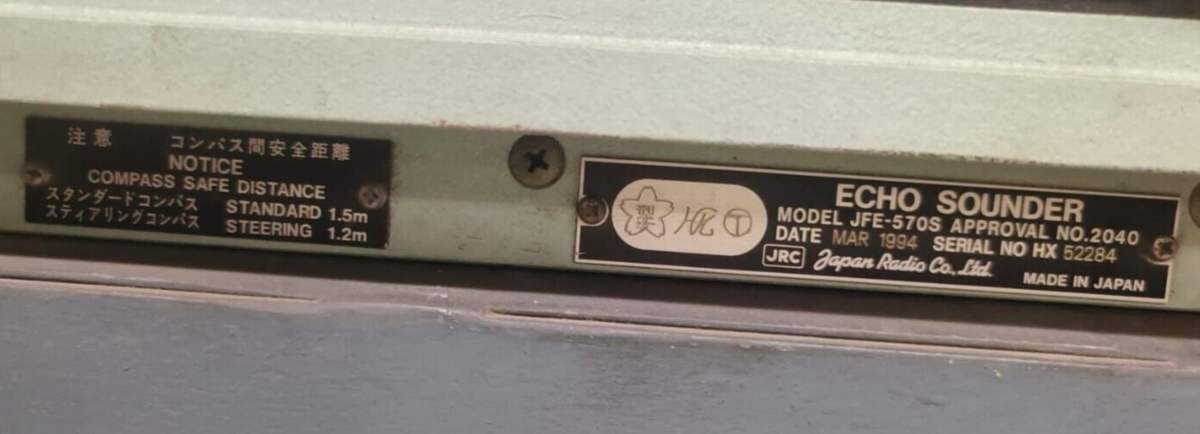 注意 コンパス間安全距離
NOTICE
COMPASS SAFE DISTANCE
スタンダードコンパス STANDARD 1.5m
スティアリングコンパス STEERING 1.2m
ECHO SOUNDER
MODEL JFE-570S APPROVAL NO.2040
DATE MAR 1994 SERIAL NO HX 52284
JRC Japan Radio Co., Ltd.
MADE IN JAPAN